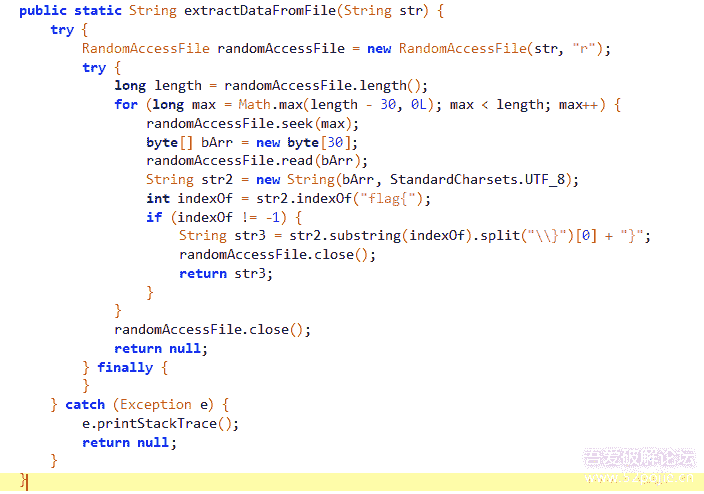 public static String extractDataFromFile(String str) {
    try {
        RandomAccessFile randomAccessFile = new RandomAccessFile(str, "r");
        try {
            long length = randomAccessFile.length();
            for (long max = Math.max(length - 30, 0L); max < length; max++) {
                randomAccessFile.seek(max);
                byte[] bArr = new byte[30];
                randomAccessFile.read(bArr);
                String str2 = new String(bArr, StandardCharsets.UTF_8);
                int indexOf = str2.indexOf("flag{");
                if (indexOf != -1) {
                    String str3 = str2.substring(indexOf).split("\\}")[0] + "}";
                    randomAccessFile.close();
                    return str3;
                }
            }
            randomAccessFile.close();
            return null;
        } finally {
        }
    } catch (Exception e) {
        e.printStackTrace();
        return null;
    }
}
吾爱破解论坛